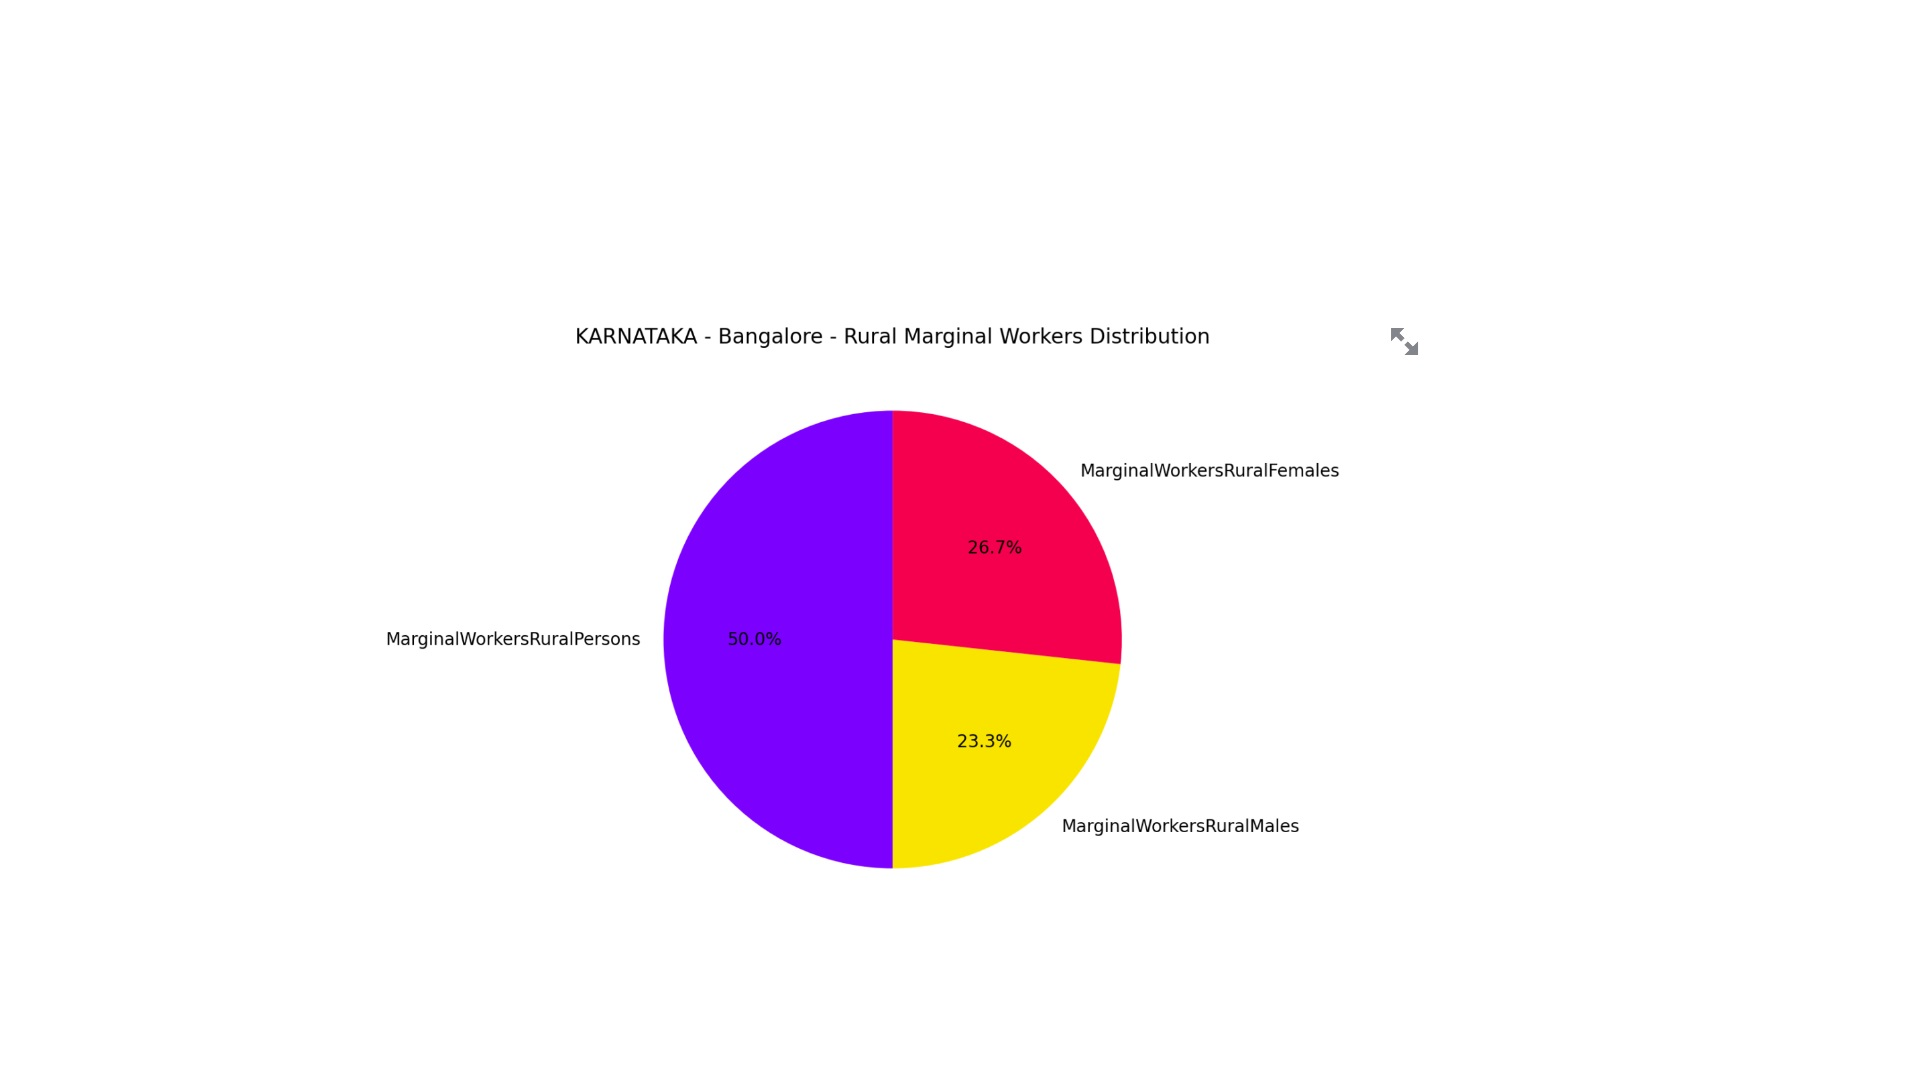 KARNATAKA - Bangalore - Rural Marginal Workers Distribution
MarginalWorkersRuralFemales
26.7%
MarginalWorkersRuralPersons
50.0%
23.3%
MarginalWorkersRuralMales